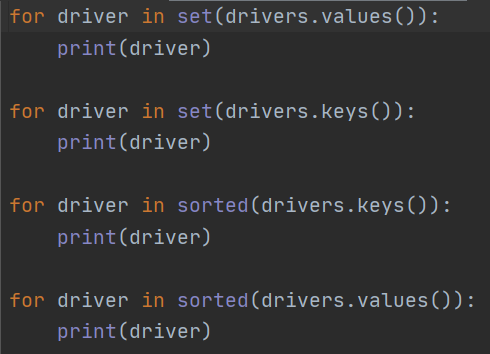 for driver in set(drivers.values()):
    print(driver)
for driver in set(drivers.keys()):
    print(driver)
for driver in sorted(drivers.keys()):
    print(driver)
for driver in sorted(drivers.values()):
    print(driver)